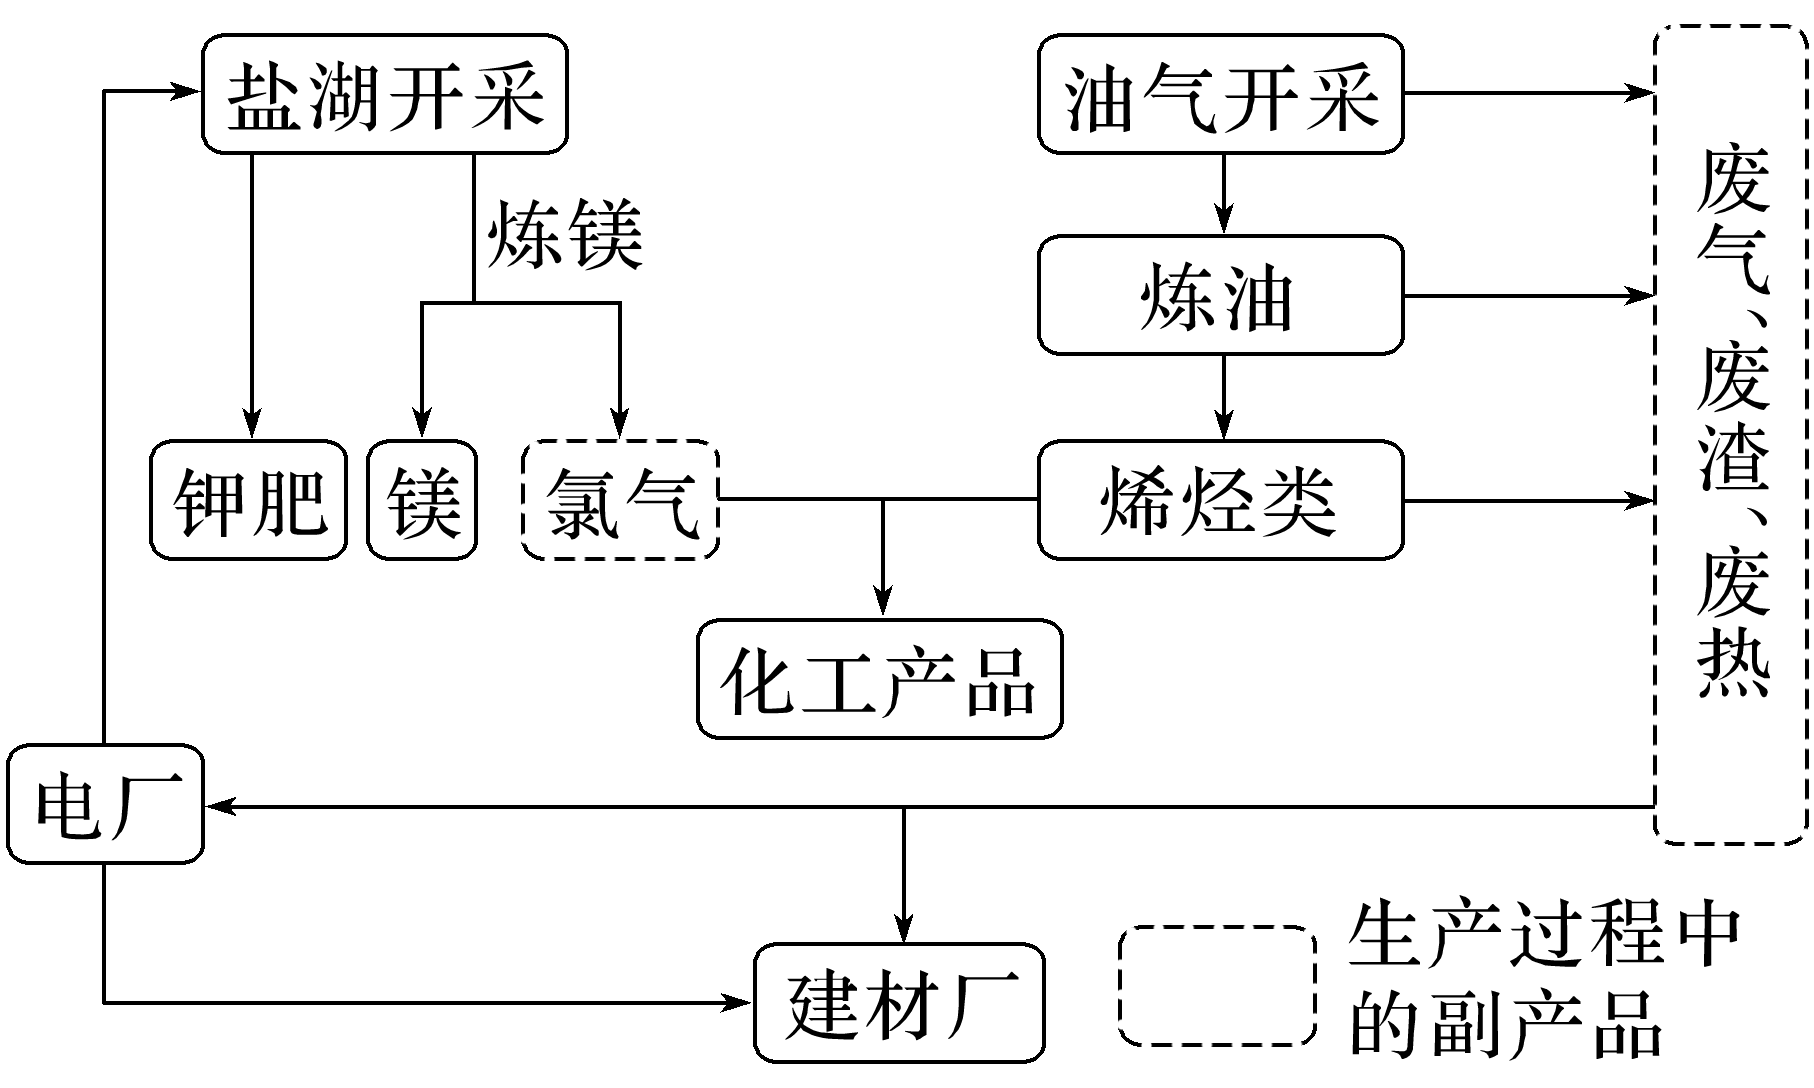 盐湖开采
油气开采
炼镁
炼油
钾肥
镁
氯气
烯烃类
废气、废渣、废热
化工产品
电厂
建材厂
生产过程中
的副产品